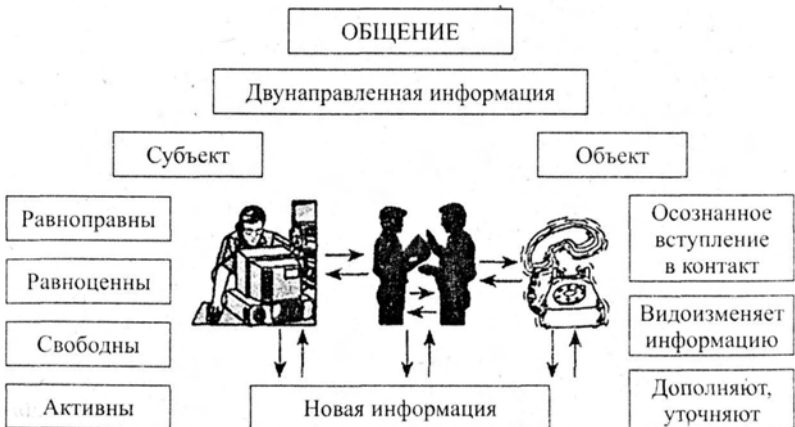 ОБЩЕНИЕ
Двунаправленная информация
Субъект
Объект
Равноправны
Равноценны
Свободны
Активны
Осознанное
вступление
в контакт
Видоизменяет
информацию
Новая информация
Дополняют,
уточняют